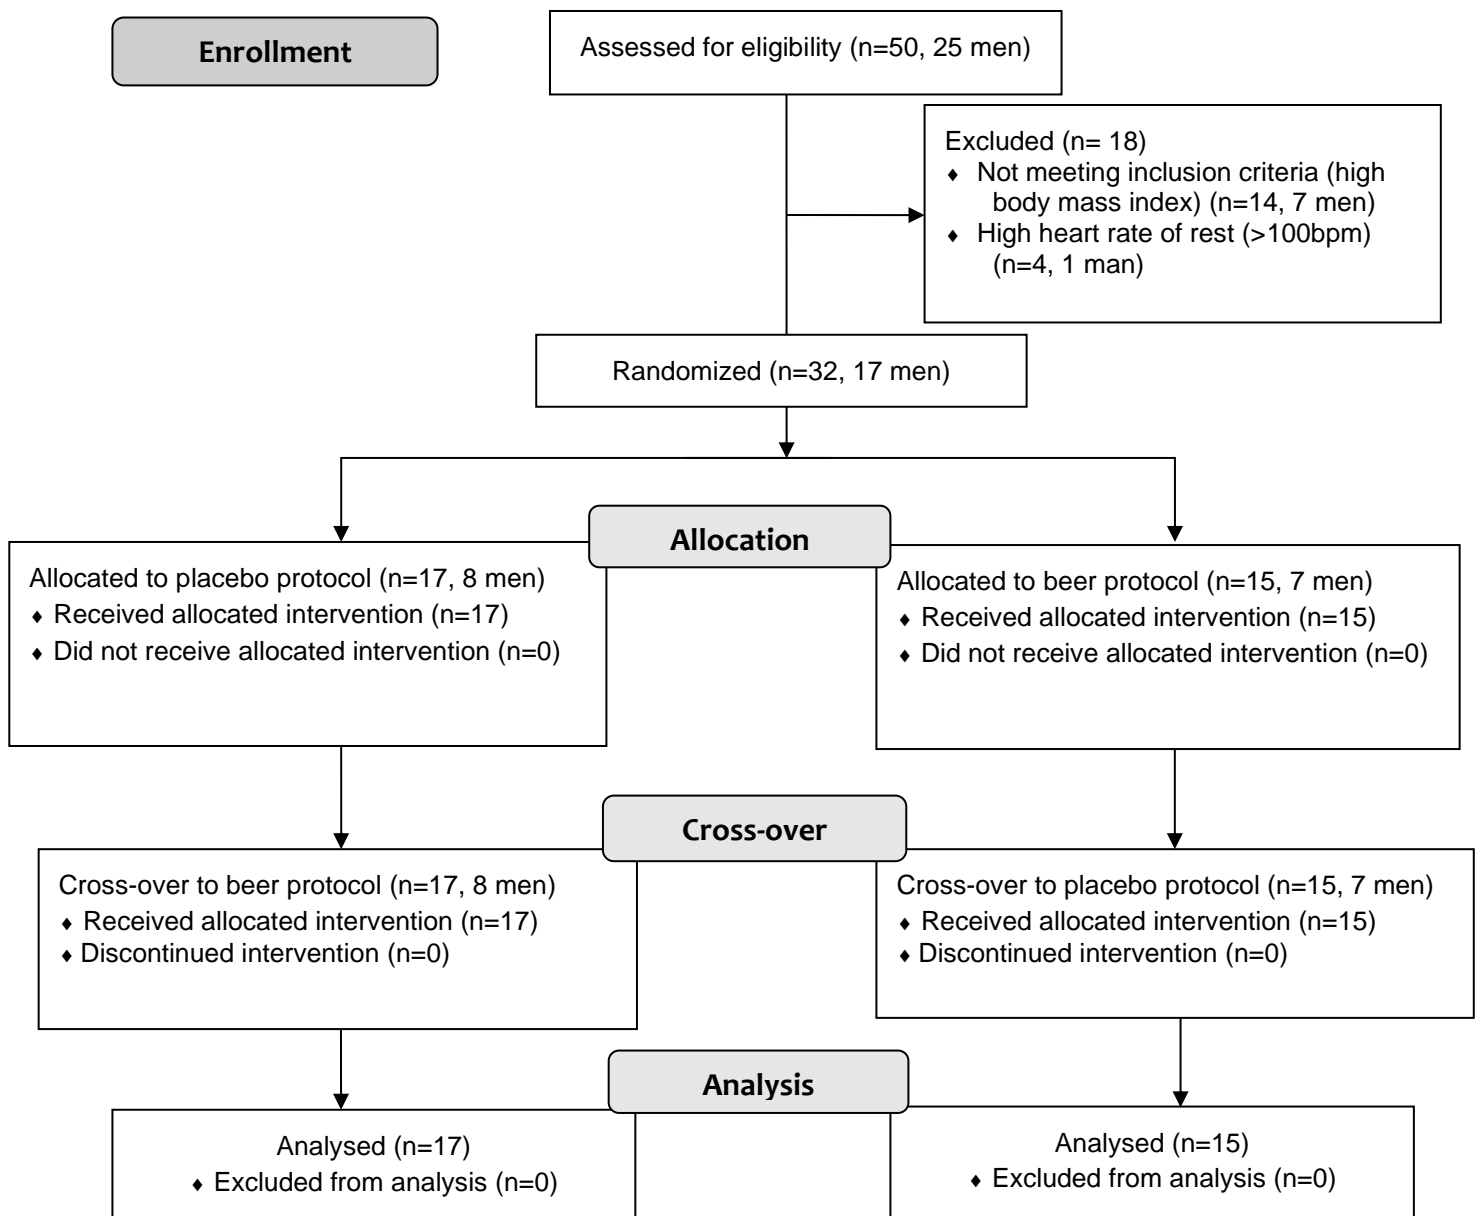 Enrollment
Assessed for eligibility (n=50, 25 men)
Excluded (n= 18)
♦ Not meeting inclusion criteria (high
body mass index) (n=14, 7 men)
♦ High heart rate of rest (>100bpm)
(n=4, 1 man)
Randomized (n=32, 17 men)
Allocation
Allocated to placebo protocol (n=17, 8 men)
♦ Received allocated intervention (n=17)
♦ Did not receive allocated intervention (n=0)
Allocated to beer protocol (n=15, 7 men)
♦ Received allocated intervention (n=15)
♦ Did not receive allocated intervention (n=0)
Cross-over
Cross-over to beer protocol (n=17, 8 men)
♦ Received allocated intervention (n=17)
♦ Discontinued intervention (n=0)
Cross-over to placebo protocol (n=15, 7 men)
♦ Received allocated intervention (n=15)
♦ Discontinued intervention (n=0)
Analysis
Analysed (n=17)
♦ Excluded from analysis (n=0)
Analysed (n=15)
♦ Excluded from analysis (n=0)